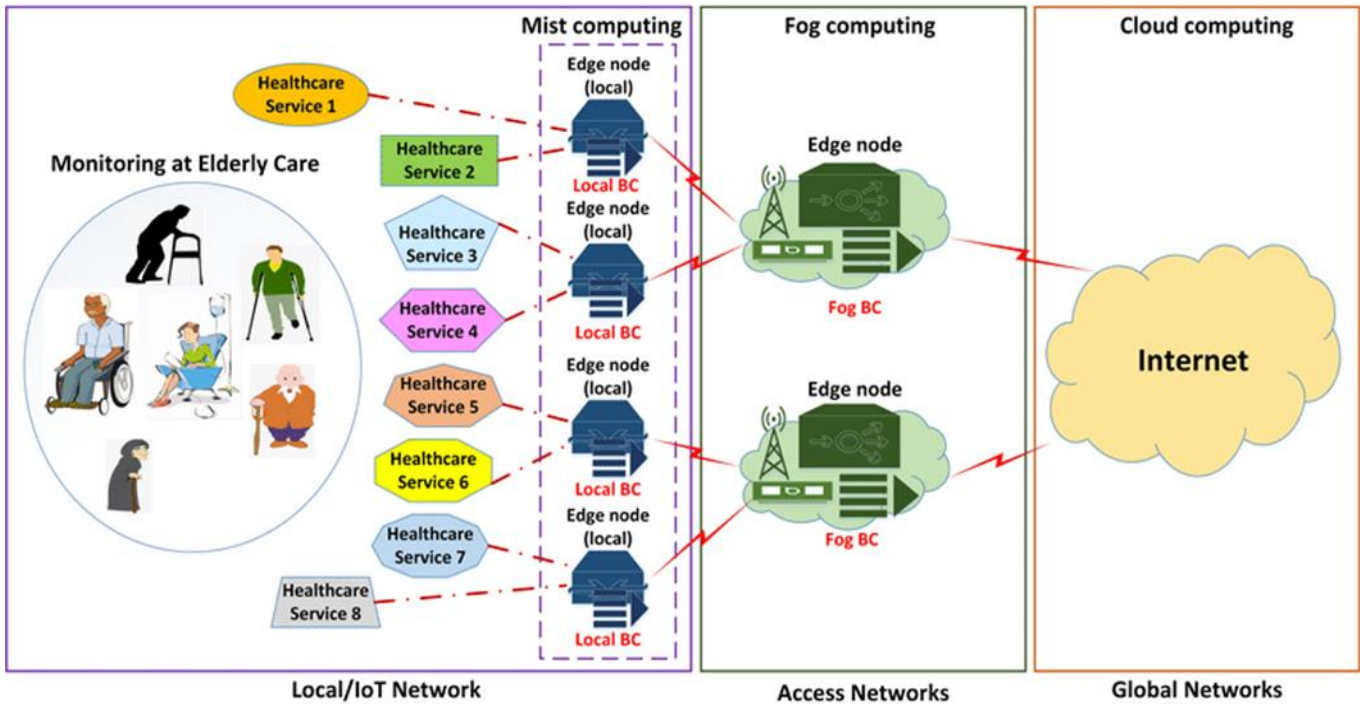 Mist computing
Fog computing
Cloud computing
Healthcare
Service 1
Edge node
(local)
Local BC
Healthcare
Service 2
Monitoring at Elderly Care
Healthcare
Service 3
Edge node
(local)
Local BC
Healthcare
Service 4
Healthcare
Service 5
Edge node
(local)
Local BC
Healthcare
Service 6
Healthcare
Service 7
Edge node
(local)
Local BC
Healthcare
Service 8
Edge node
Fog BC
Edge node
Fog BC
Internet
Local/IoT Network
Access Networks
Global Networks